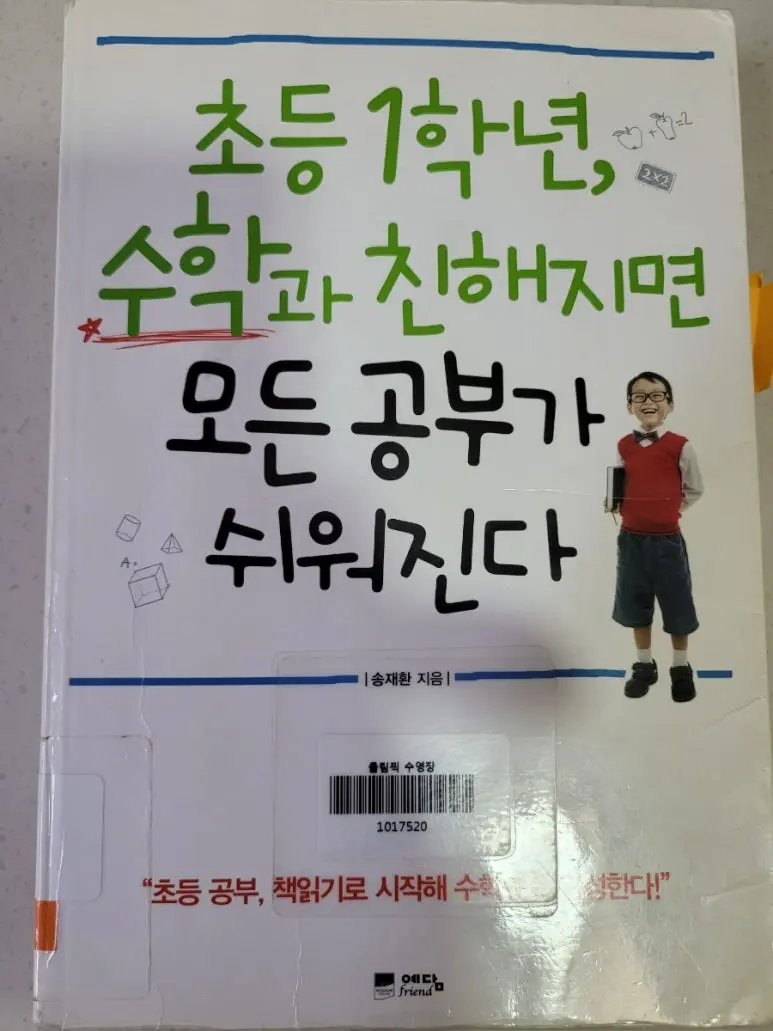 초등 1학년,
수학과 친해지면
모든 공부가
쉬워진다
2×2
A.
|송재환 지음|
올림픽 수영장
1017520
“초등 공부, 책읽기로 시작해 수학 성한다!”
예담
friend